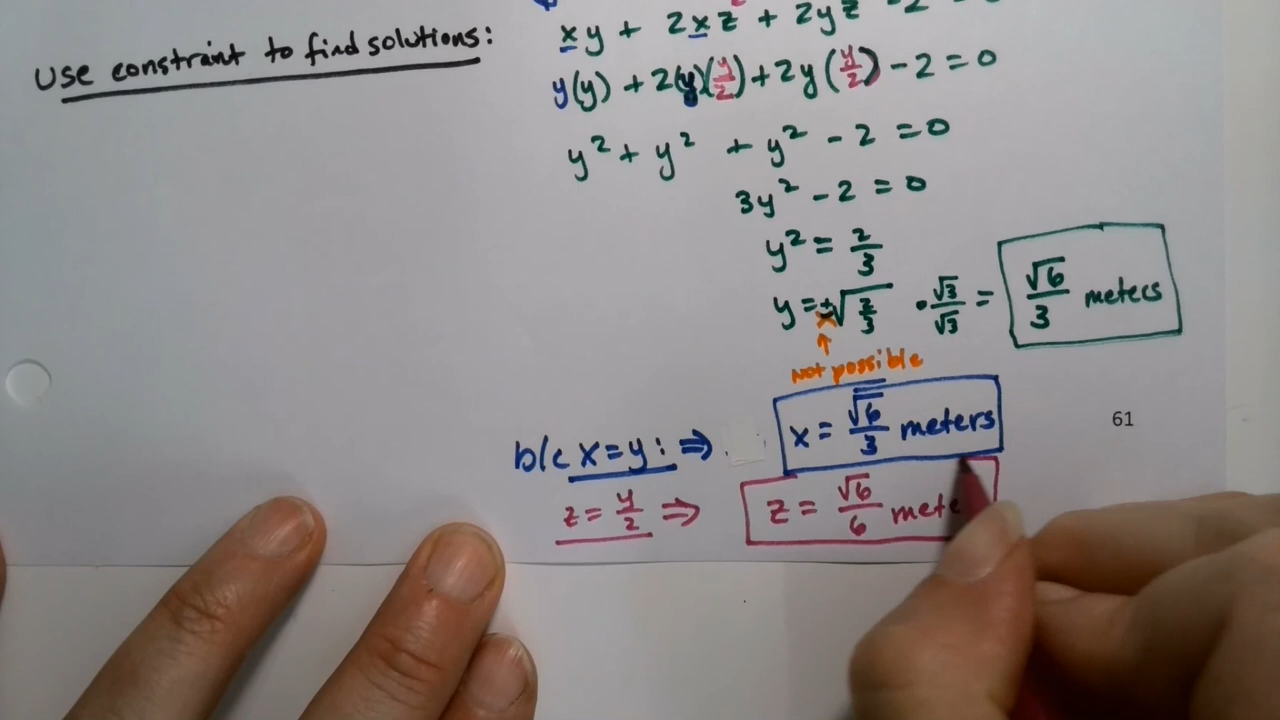 xy + 2xz + 2yz - 2 = 0
Use constraint to find solutions:
y(y) + 2(y)(y/2) + 2y(y/2) - 2 = 0
y² + y² + y² - 2 = 0
3y² - 2 = 0
y² = 2/3
y = ±√(2/3) · √3/√3 = √6/3 meters
Not possible
b/c x = y : ⇒ x = √6/3 meters
61
z = y/2 ⇒ z = √6/6